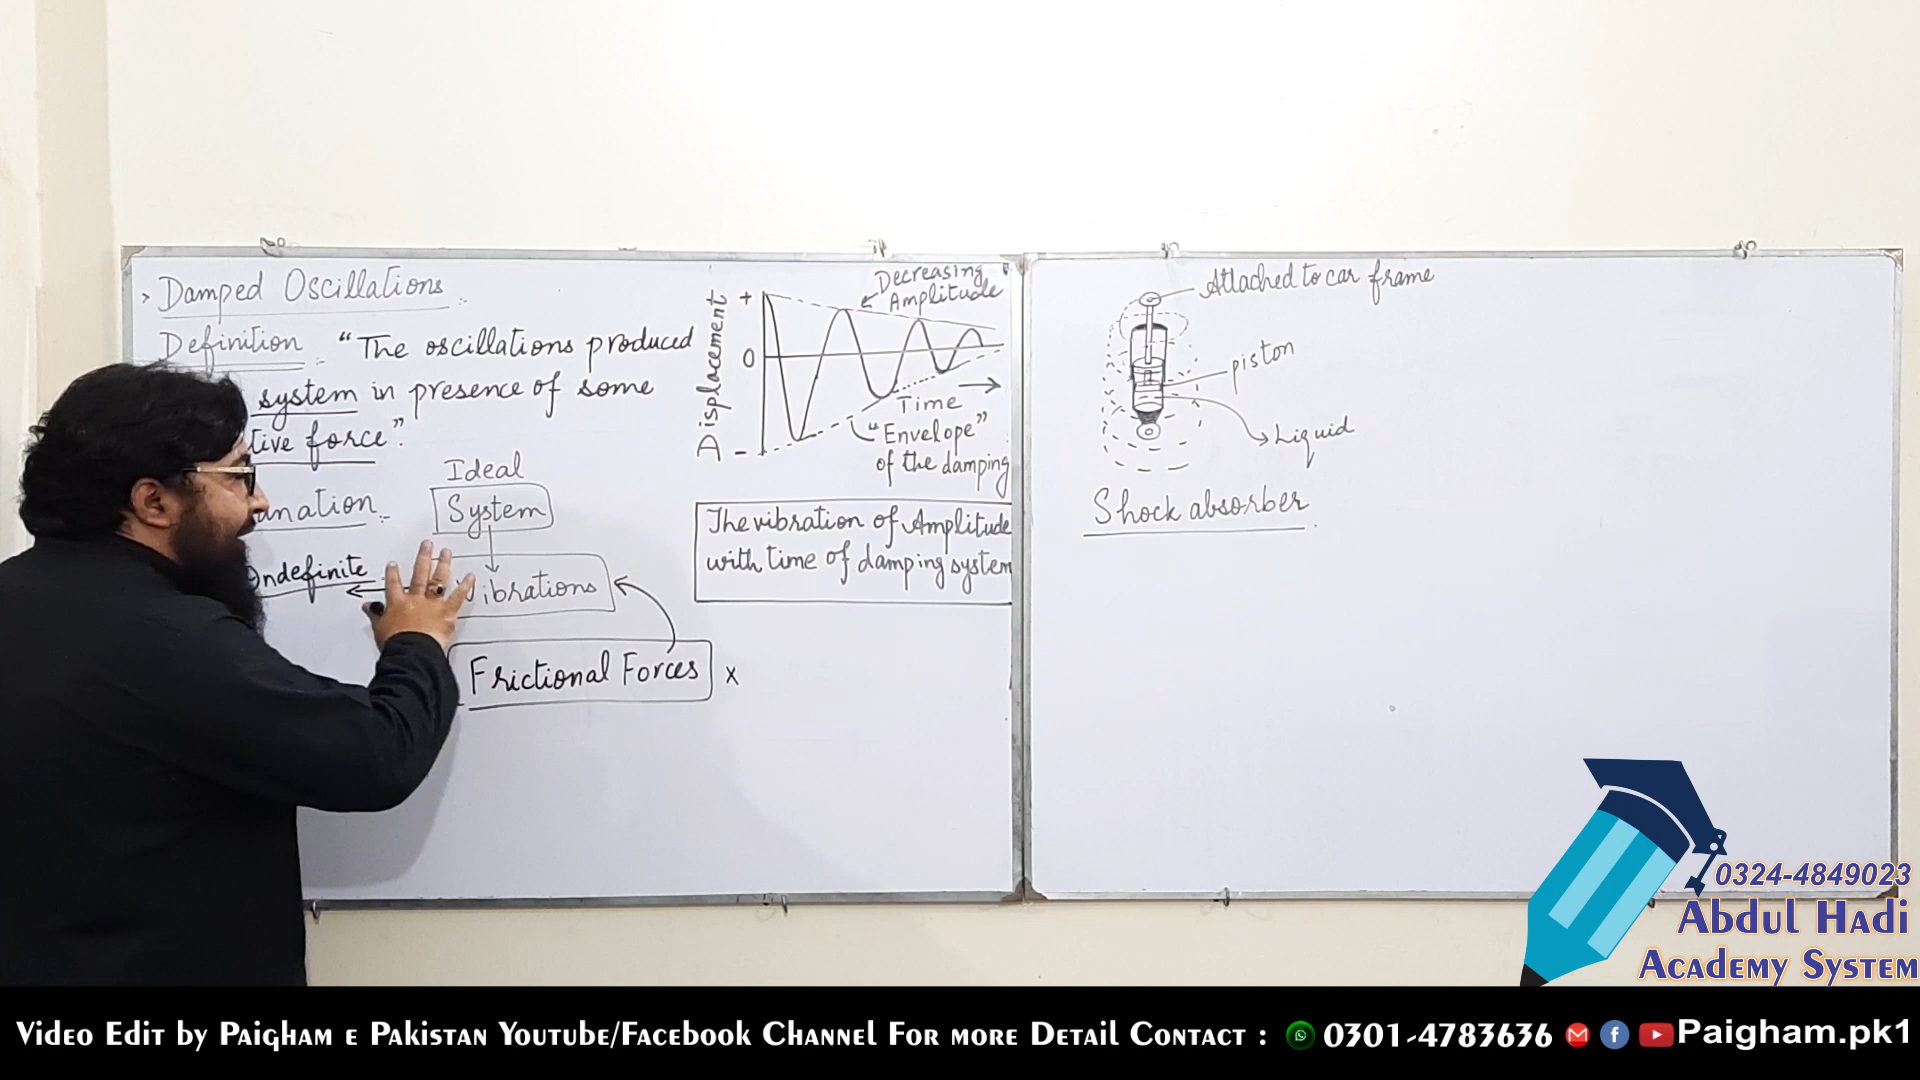 Damped Oscillations
Definition "The oscillations produced
system in presence of some
tive force".
anation
Indefinite
Ideal
System
Vibrations
Frictional Forces x
Decreasing
Amplitude
Displacement
+
0
-
Time
"Envelope"
of the damping
The vibration of Amplitude
with time of damping system
Attached to car frame
piston
Liquid
Shock absorber
0324-4849023
Abdul Hadi
Academy System
Video Edit by Paigham e Pakistan Youtube/Facebook Channel For more Detail Contact : 0301-4783636 Paigham.pk1